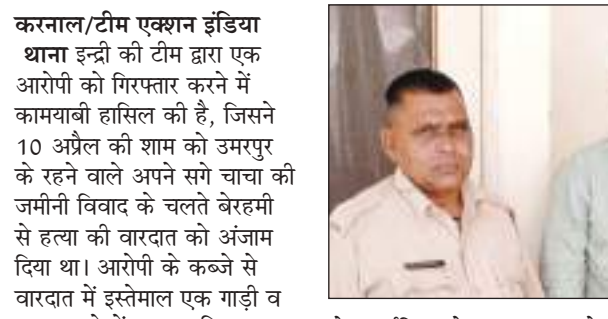 करनाल/टीम एक्शन इंडिया
थाना इन्द्री की टीम द्वारा एक
आरोपी को गिरफ्तार करने में
कामयाबी हासिल की है, जिसने
10 अप्रैल की शाम को उमरपुर
के रहने वाले अपने सगे चाचा की
जमीनी विवाद के चलते बेरहमी
से हत्या की वारदात को अंजाम
दिया था। आरोपी के कब्जे से
वारदात में इस्तेमाल एक गाड़ी व